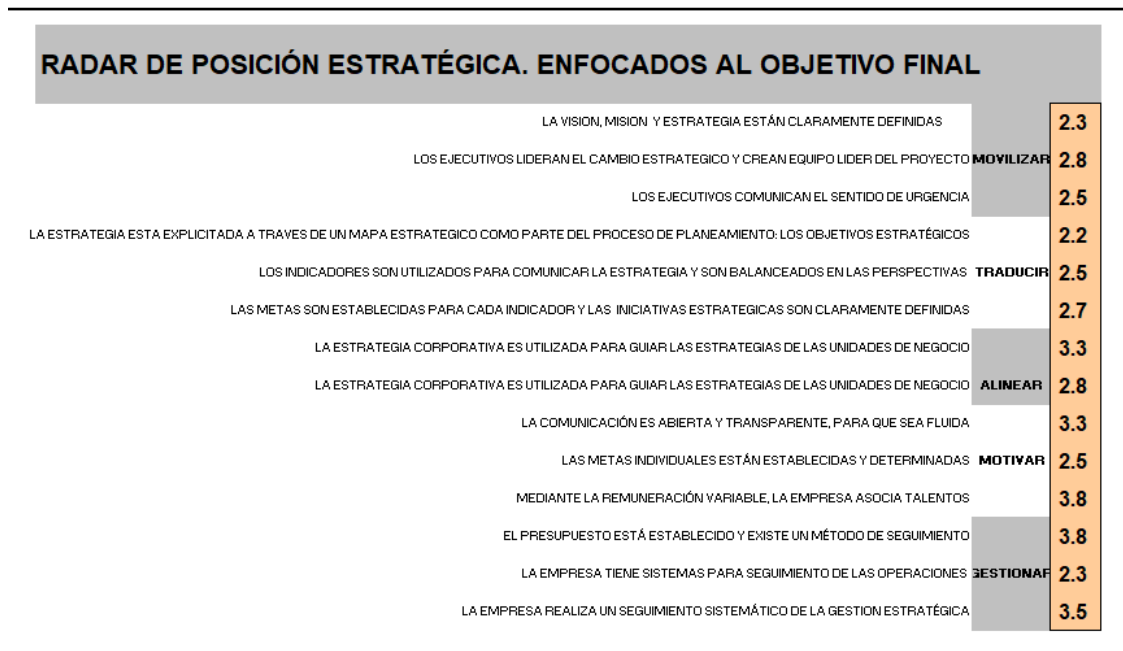 RADAR DE POSICIÓN ESTRATÉGICA. ENFOCADOS AL OBJETIVO FINAL
LA VISION, MISION Y ESTRATEGIA ESTÁN CLARAMENTE DEFINIDAS 2.3
LOS EJECUTIVOS LIDERAN EL CAMBIO ESTRATEGICO Y CREAN EQUIPO LIDER DEL PROYECTO MOVILIZAR 2.8
LOS EJECUTIVOS COMUNICAN EL SENTIDO DE URGENCIA 2.5
LA ESTRATEGIA ESTA EXPLICITADA A TRAVES DE UN MAPA ESTRATEGICO COMO PARTE DEL PROCESO DE PLANEAMIENTO: LOS OBJETIVOS ESTRATÉGICOS 2.2
LOS INDICADORES SON UTILIZADOS PARA COMUNICAR LA ESTRATEGIA Y SON BALANCEADOS EN LAS PERSPECTIVAS TRADUCIR 2.5
LAS METAS SON ESTABLECIDAS PARA CADA INDICADOR Y LAS INICIATIVAS ESTRATEGICAS SON CLARAMENTE DEFINIDAS 2.7
LA ESTRATEGIA CORPORATIVA ES UTILIZADA PARA GUIAR LAS ESTRATEGIAS DE LAS UNIDADES DE NEGOCIO 3.3
LA ESTRATEGIA CORPORATIVA ES UTILIZADA PARA GUIAR LAS ESTRATEGIAS DE LAS UNIDADES DE NEGOCIO ALINEAR 2.8
LA COMUNICACIÓN ES ABIERTA Y TRANSPARENTE, PARA QUE SEA FLUIDA 3.3
LAS METAS INDIVIDUALES ESTÁN ESTABLECIDAS Y DETERMINADAS MOTIVAR 2.5
MEDIANTE LA REMUNERACIÓN VARIABLE, LA EMPRESA ASOCIA TALENTOS 3.8
EL PRESUPUESTO ESTÁ ESTABLECIDO Y EXISTE UN MÉTODO DE SEGUIMIENTO 3.8
LA EMPRESA TIENE SISTEMAS PARA SEGUIMIENTO DE LAS OPERACIONES GESTIONAR 2.3
LA EMPRESA REALIZA UN SEGUIMIENTO SISTEMÁTICO DE LA GESTION ESTRATÉGICA 3.5